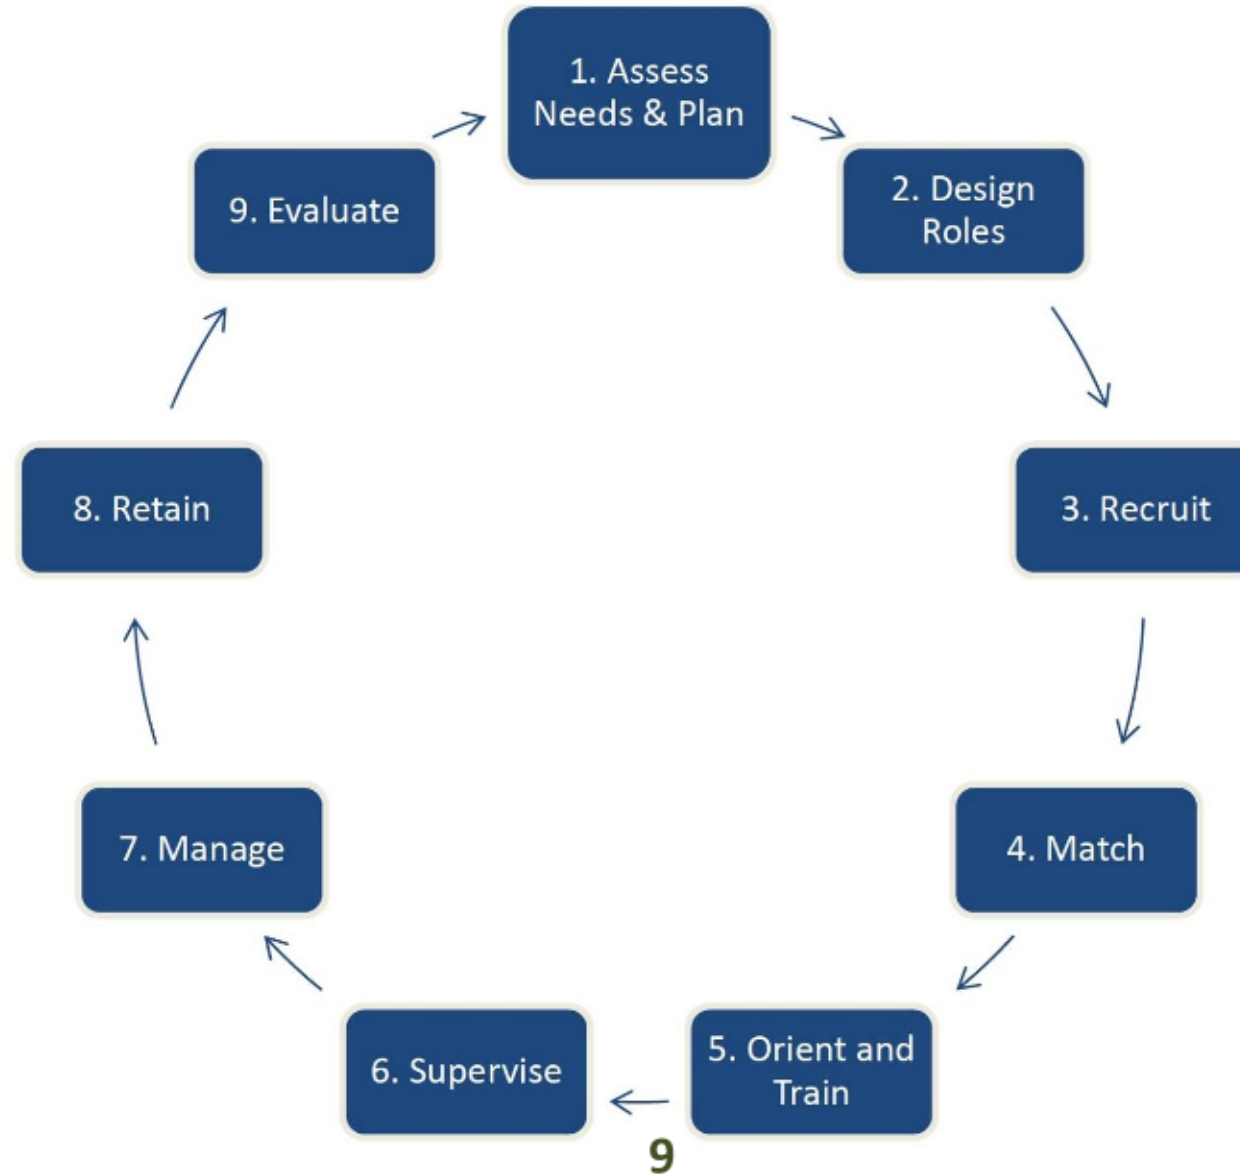 1. Assess
Needs & Plan
2. Design
Roles
3. Recruit
4. Match
5. Orient and
Train
6. Supervise
7. Manage
8. Retain
9. Evaluate
9